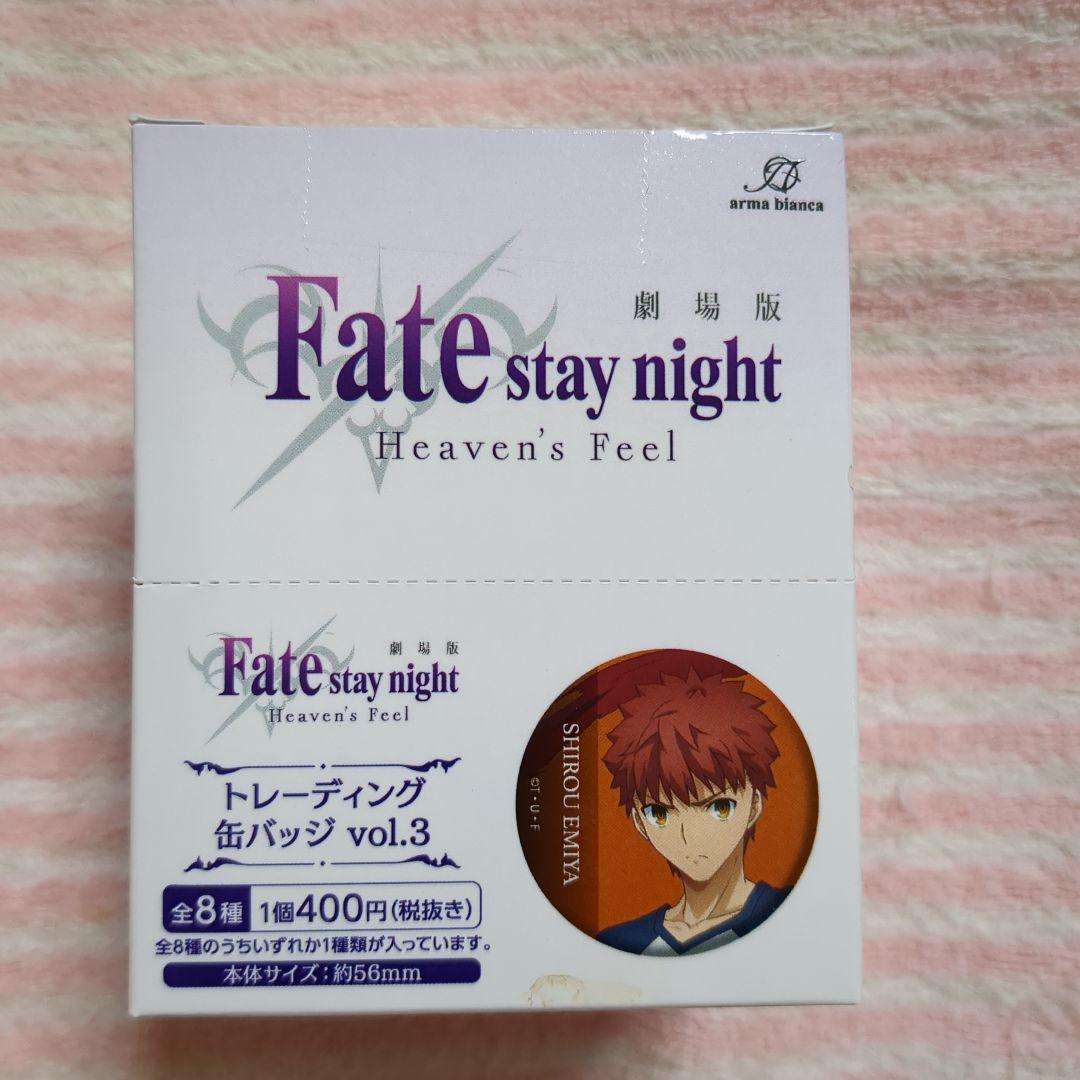 arma bianca
劇場版
Fate stay night
Heaven's Feel
劇場版
Fate stay night
Heaven's Feel
トレーディング
缶バッジ vol.3
全8種 1個400円(税抜き)
全8種のうちいずれか1種類が入っています。
本体サイズ:約56mm
SHIROU EMIYA
©T・U・F